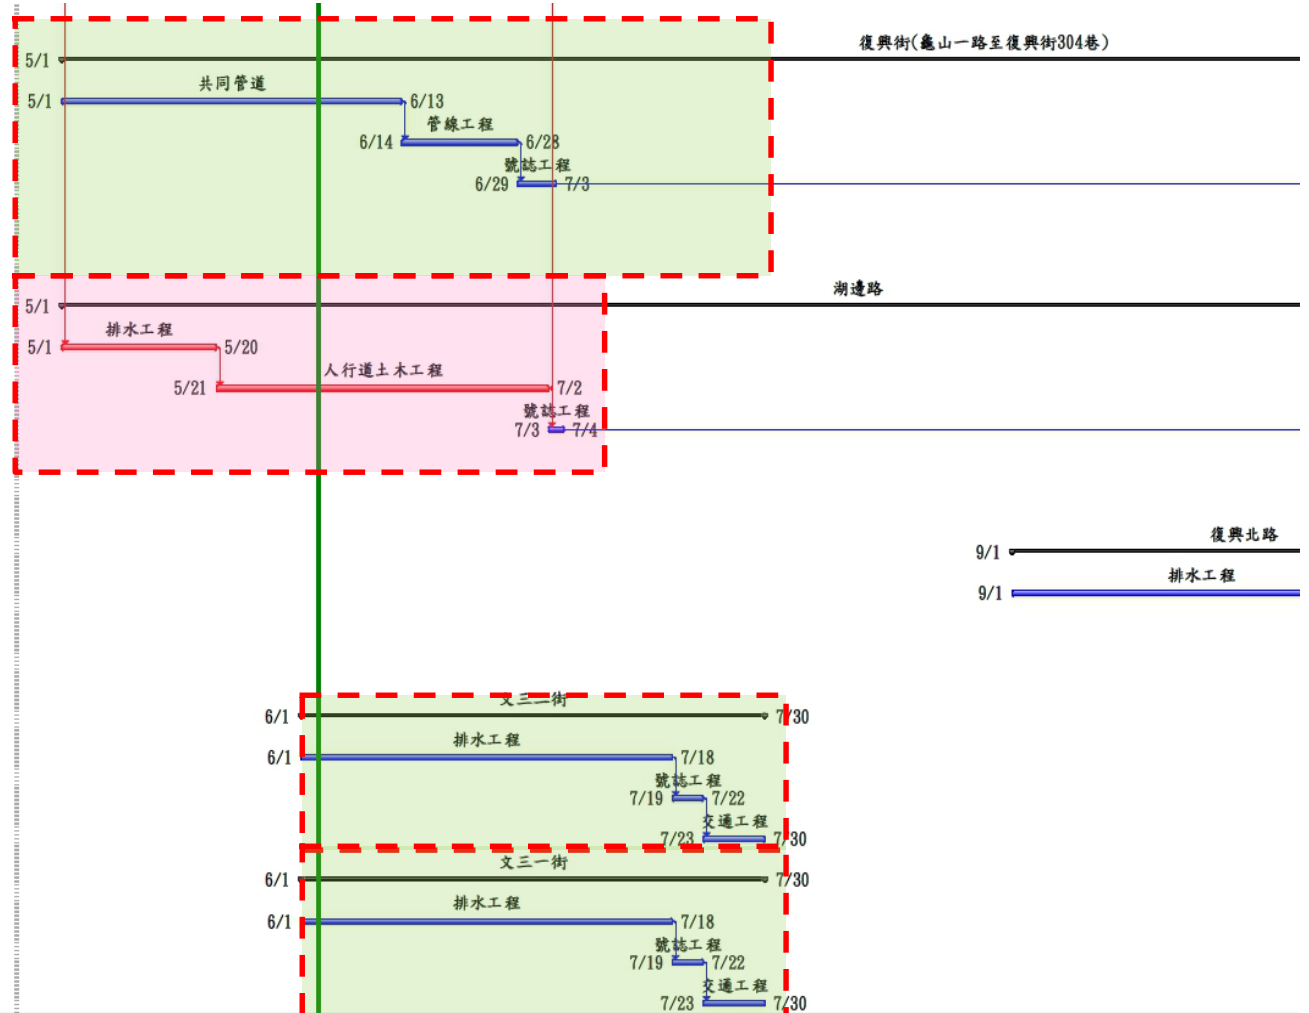 復興街(龜山一路至復興街304巷)
5/1
共同管道
5/1 6/13
管線工程
6/14 6/28
號誌工程
6/29 7/3
湖邊路
5/1
排水工程
5/1 5/20
人行道土木工程
5/21 7/2
號誌工程
7/3 7/4
復興北路
9/1
排水工程
9/1
文三二街
6/1 7/30
排水工程
6/1 7/18
號誌工程
7/19 7/22
交通工程
7/23 7/30
文三一街
6/1 7/30
排水工程
6/1 7/18
號誌工程
7/19 7/22
交通工程
7/23 7/30